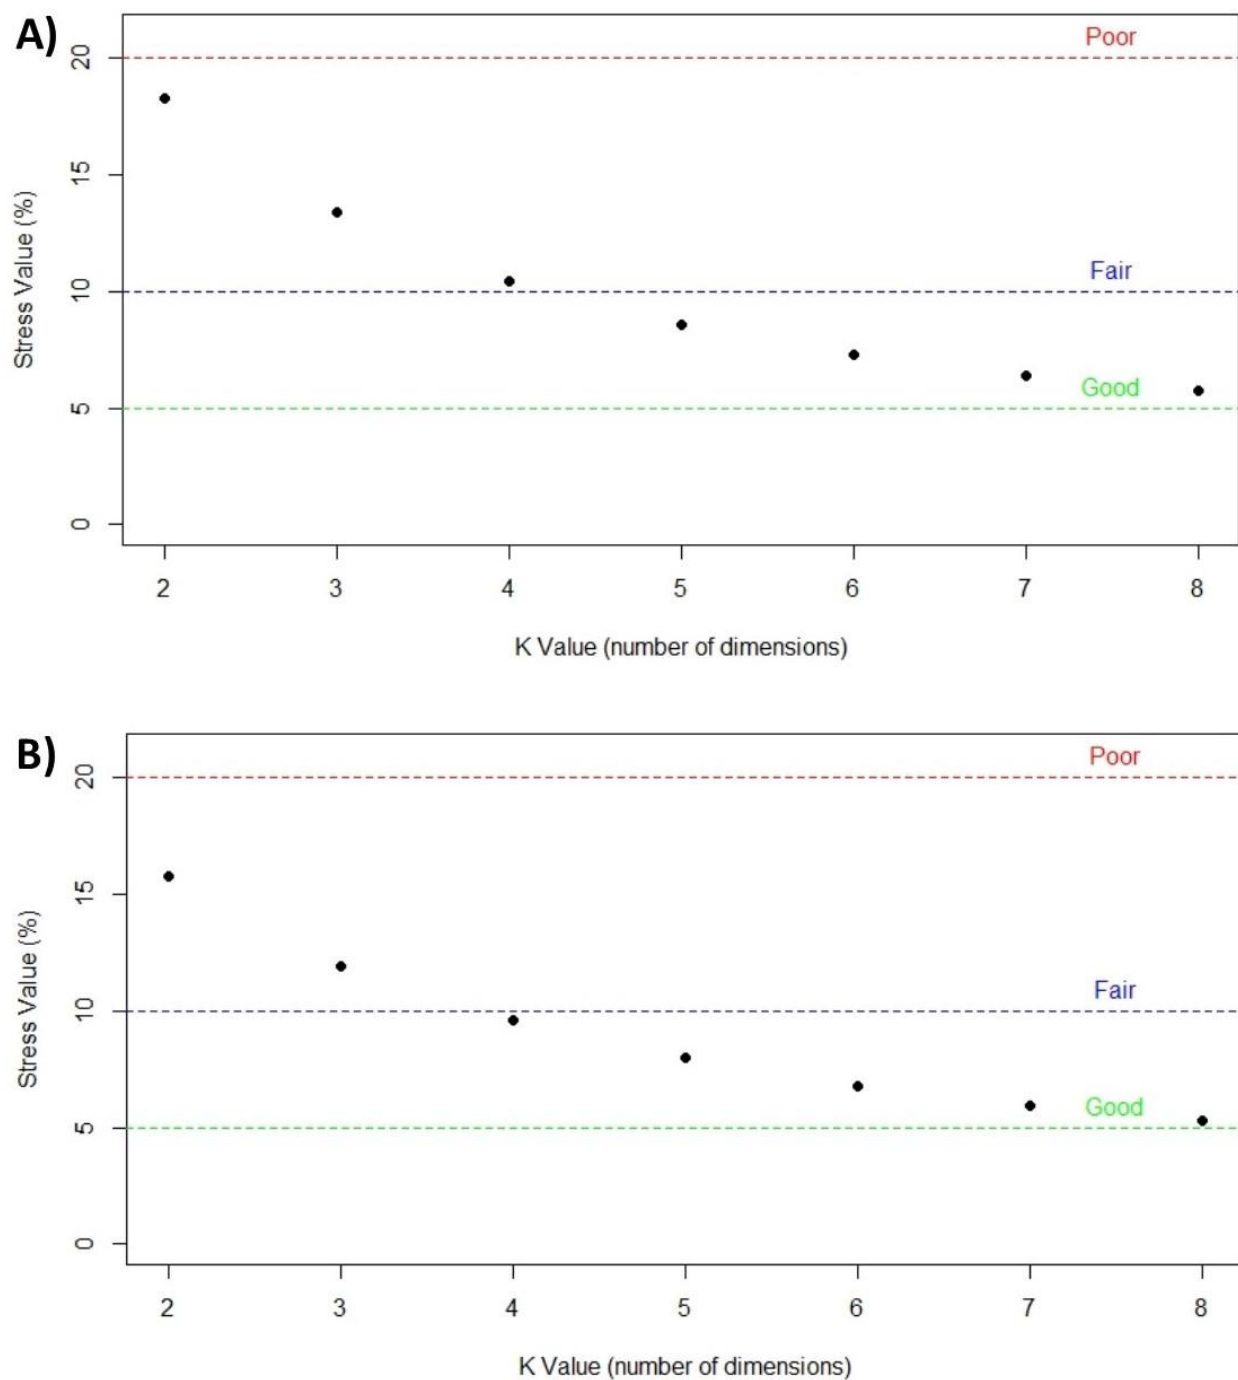 A)
Poor
Fair
Good
20
15
10
5
0
Stress Value (%)
2 3 4 5 6 7 8
K Value (number of dimensions)
B)
Poor
Fair
Good
20
15
10
5
0
Stress Value (%)
2 3 4 5 6 7 8
K Value (number of dimensions)